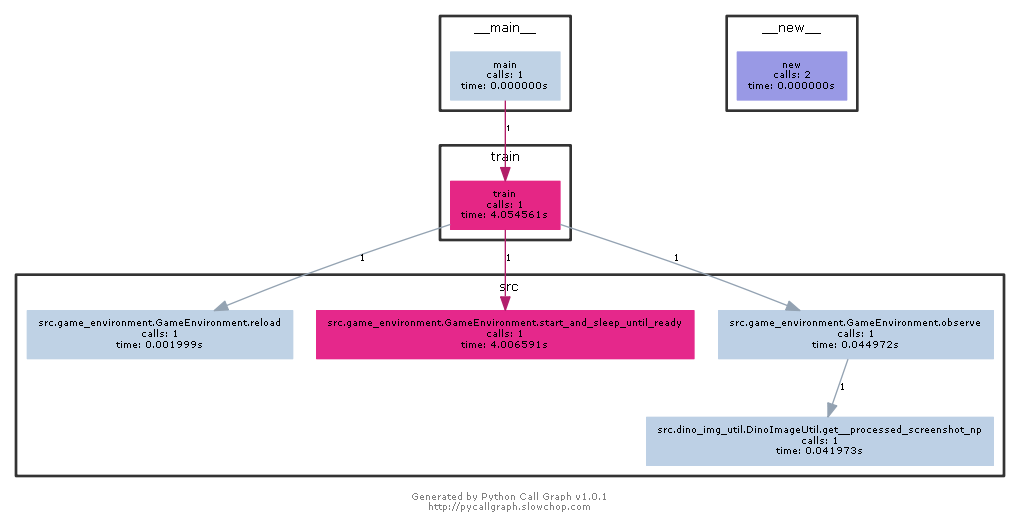 __main__
main
calls: 1
time: 0.000000s
__new__
new
calls: 2
time: 0.000000s
1
train
train
calls: 1
time: 4.054561s
1
1
1
src
src.game_environment.GameEnvironment.reload
calls: 1
time: 0.001999s
src.game_environment.GameEnvironment.start_and_sleep_until_ready
calls: 1
time: 4.006591s
src.game_environment.GameEnvironment.observe
calls: 1
time: 0.044972s
1
src.dino_img_util.DinoImageUtil.get__processed_screenshot_np
calls: 1
time: 0.041973s
Generated by Python Call Graph v1.0.1
http://pycallgraph.slowchop.com